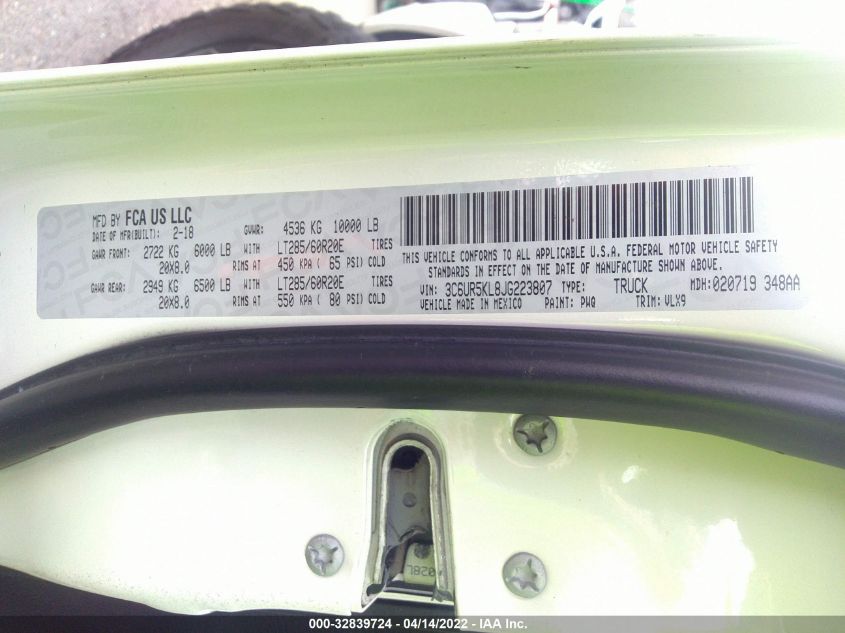 MFD BY FCA US LLC
DATE OF MFR(BUILT): 2-18 GVWR: 4536 KG 10000 LB
GAWR FRONT: 2722 KG 6000 LB WITH LT285/60R20E TIRES
20X8.0 RIMS AT 450 KPA( 65 PSI) COLD
GAWR REAR: 2949 KG 6500 LB WITH LT285/60R20E TIRES
20X8.0 RIMS AT 550 KPA ( 80 PSI) COLD
THIS VEHICLE CONFORMS TO ALL APPLICABLE U.S.A. FEDERAL MOTOR VEHICLE SAFETY
STANDARDS IN EFFECT ON THE DATE OF MANUFACTURE SHOWN ABOVE.
VIN: 3C6UR5KL8JG223807 TYPE: TRUCK MDH: 020719 348AA
VEHICLE MADE IN MEXICO PAINT: PWQ TRIM: VLX9
028L
000-32839724 - 04/14/2022 - IAA Inc.